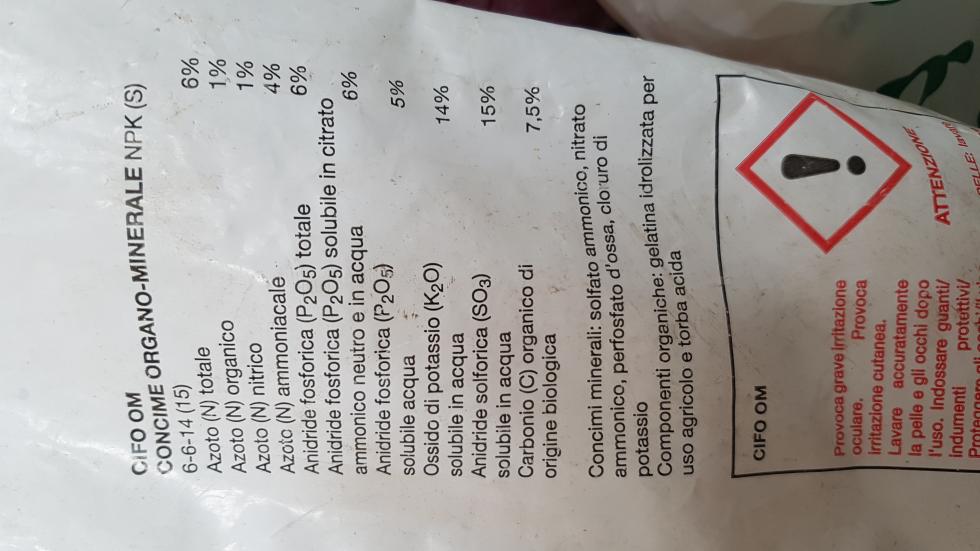 CIFO OM
CONCIME ORGANO-MINERALE NPK (S)
6-6-14 (15)
Azoto (N) totale 6%
Azoto (N) organico 1%
Azoto (N) nitrico 1%
Azoto (N) ammoniacale 4%
Anidride fosforica (P2O5) totale 6%
Anidride fosforica (P2O5) solubile in citrato
ammonico neutro e in acqua 6%
Anidride fosforica (P2O5)
solubile acqua 5%
Ossido di potassio (K2O)
solubile in acqua 14%
Anidride solforica (SO3)
solubile in acqua 15%
Carbonio (C) organico di
origine biologica 7,5%
Concimi minerali: solfato ammonico, nitrato
ammonico, perfosfato d'ossa, cloruro di
potassio
Componenti organiche: gelatina idrolizzata per
uso agricolo e torba acida
CIFO OM
Provoca grave irritazione
oculare. Provoca
irritazione cutanea.
Lavare accuratamente
la pelle e gli occhi dopo
l'uso. Indossare guanti/
indumenti protettivi/
ATTENZIONE